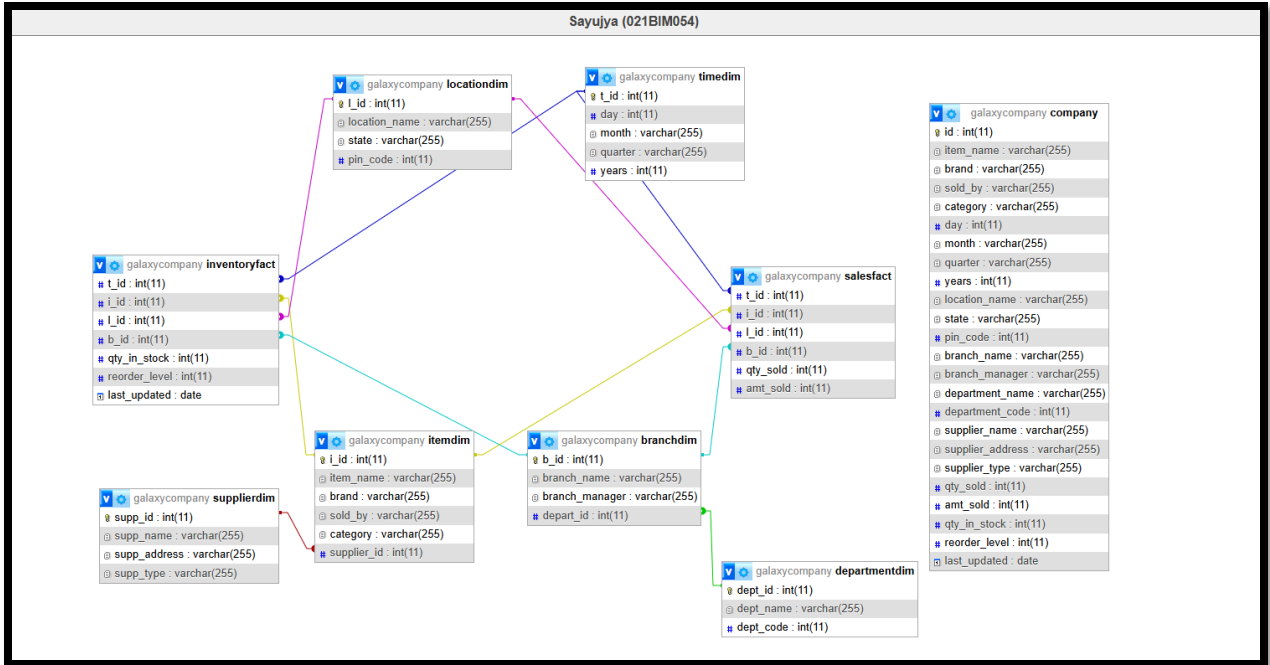 Sayujya (021BIM054)
galaxycompany locationdim
l_id : int(11)
location_name : varchar(255)
state : varchar(255)
pin_code : int(11)
galaxycompany timedim
t_id : int(11)
day : int(11)
month : varchar(255)
quarter : varchar(255)
years : int(11)
galaxycompany company
id : int(11)
item_name : varchar(255)
brand : varchar(255)
sold_by : varchar(255)
category : varchar(255)
day : int(11)
month : varchar(255)
quarter : varchar(255)
years : int(11)
location_name : varchar(255)
state : varchar(255)
pin_code : int(11)
branch_name : varchar(255)
branch_manager : varchar(255)
department_name : varchar(255)
department_code : int(11)
supplier_name : varchar(255)
supplier_address : varchar(255)
supplier_type : varchar(255)
qty_sold : int(11)
amt_sold : int(11)
qty_in_stock : int(11)
reorder_level : int(11)
last_updated : date
galaxycompany inventoryfact
t_id : int(11)
i_id : int(11)
l_id : int(11)
b_id : int(11)
qty_in_stock : int(11)
reorder_level : int(11)
last_updated : date
galaxycompany salesfact
t_id : int(11)
i_id : int(11)
l_id : int(11)
b_id : int(11)
qty_sold : int(11)
amt_sold : int(11)
galaxycompany itemdim
i_id : int(11)
item_name : varchar(255)
brand : varchar(255)
sold_by : varchar(255)
category : varchar(255)
supplier_id : int(11)
galaxycompany branchdim
b_id : int(11)
branch_name : varchar(255)
branch_manager : varchar(255)
depart_id : int(11)
galaxycompany supplierdim
supp_id : int(11)
supp_name : varchar(255)
supp_address : varchar(255)
supp_type : varchar(255)
galaxycompany departmentdim
dept_id : int(11)
dept_name : varchar(255)
dept_code : int(11)